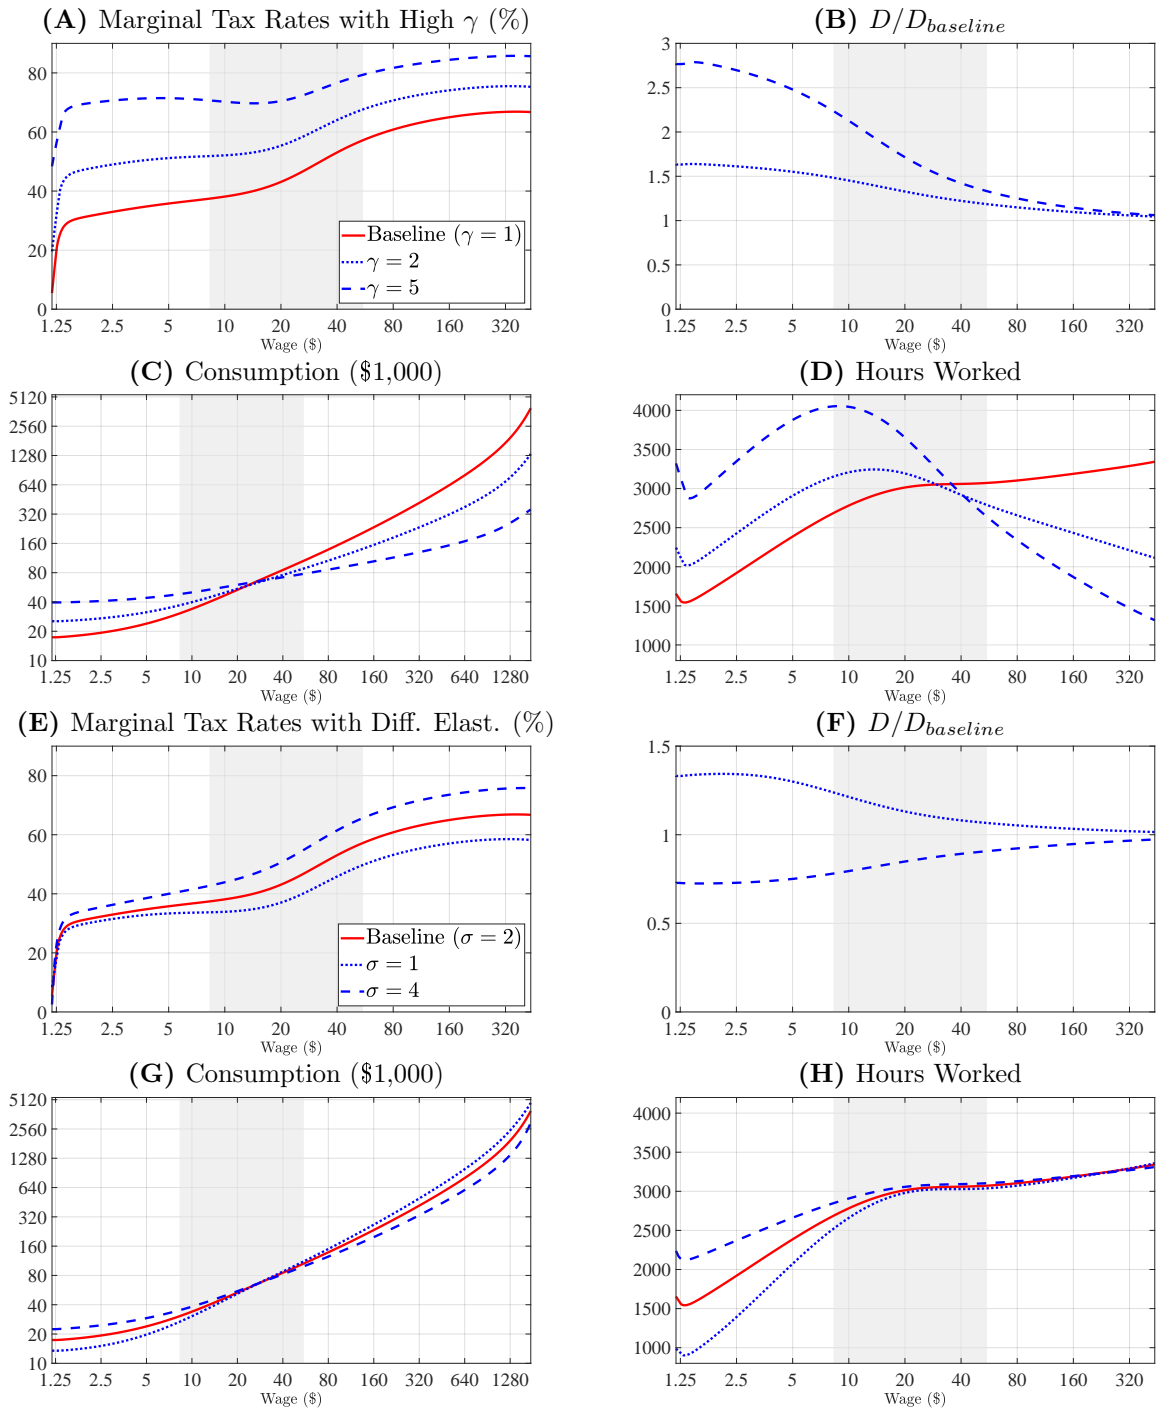 (A) Marginal Tax Rates with High γ (%)
80
60
40
20
0
1.25 2.5 5 10 20 40 80 160 320
Wage ($)
Baseline (γ = 1)
γ = 2
γ = 5
(B) D/D_baseline
3
2.5
2
1.5
1
0.5
0
1.25 2.5 5 10 20 40 80 160 320
Wage ($)
(C) Consumption ($1,000)
5120
2560
1280
640
320
160
80
40
20
10
1.25 2.5 5 10 20 40 80 160 320 640 1280
Wage ($)
(D) Hours Worked
4000
3500
3000
2500
2000
1500
1000
1.25 2.5 5 10 20 40 80 160 320
Wage ($)
(E) Marginal Tax Rates with Diff. Elast. (%)
80
60
40
20
0
1.25 2.5 5 10 20 40 80 160 320
Wage ($)
Baseline (σ = 2)
σ = 1
σ = 4
(F) D/D_baseline
1.5
1
0.5
0
1.25 2.5 5 10 20 40 80 160 320
Wage ($)
(G) Consumption ($1,000)
5120
2560
1280
640
320
160
80
40
20
10
1.25 2.5 5 10 20 40 80 160 320 640 1280
Wage ($)
(H) Hours Worked
4000
3500
3000
2500
2000
1500
1000
1.25 2.5 5 10 20 40 80 160 320
Wage ($)